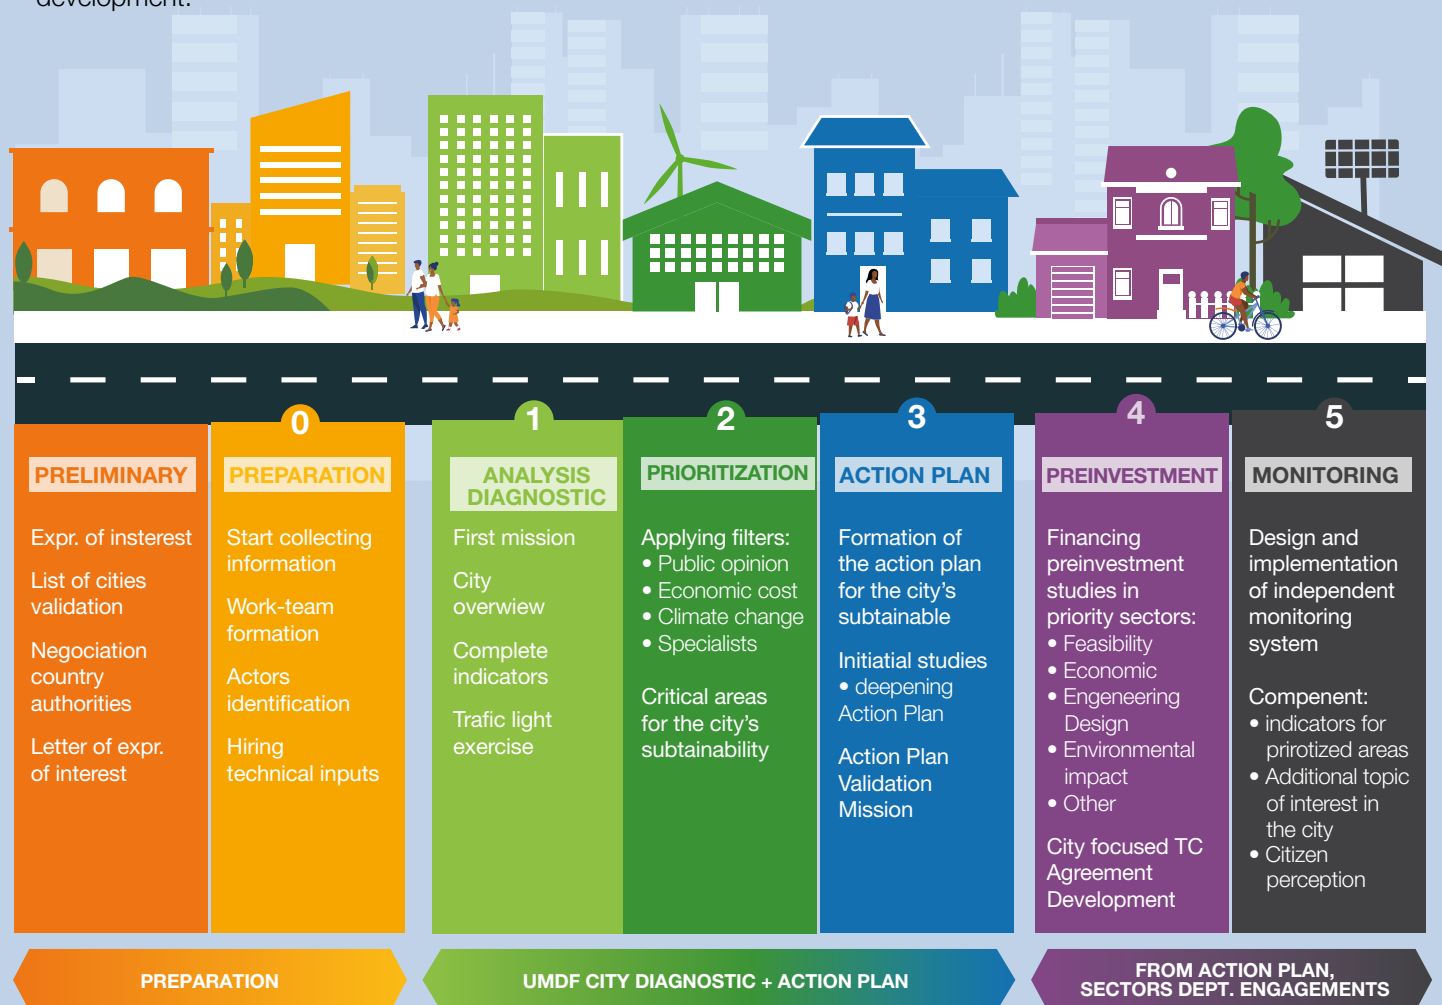 development.
0
1
2
3
4
5
PRELIMINARY
Expr. of insterest
List of cities
validation
Negociation
country
authorities
Letter of expr.
of interest
PREPARATION
Start collecting
information
Work-team
formation
Actors
identification
Hiring
technical inputs
ANALYSIS
DIAGNOSTIC
First mission
City
overwiew
Complete
indicators
Trafic light
exercise
PRIORITIZATION
Applying filters:
• Public opinion
• Economic cost
• Climate change
• Specialists
Critical areas
for the city's
subtainability
ACTION PLAN
Formation of
the action plan
for the city's
subtainable
Initiatial studies
• deepening
Action Plan
Action Plan
Validation
Mission
PREINVESTMENT
Financing
preinvestment
studies in
priority sectors:
• Feasibility
• Economic
• Engeneering
Design
• Environmental
impact
• Other
City focused TC
Agreement
Development
MONITORING
Design and
implementation
of independent
monitoring
system
Compenent:
• indicators for
prirotized areas
• Additional topic
of interest in
the city
• Citizen
perception
PREPARATION
UMDF CITY DIAGNOSTIC + ACTION PLAN
FROM ACTION PLAN,
SECTORS DEPT. ENGAGEMENTS